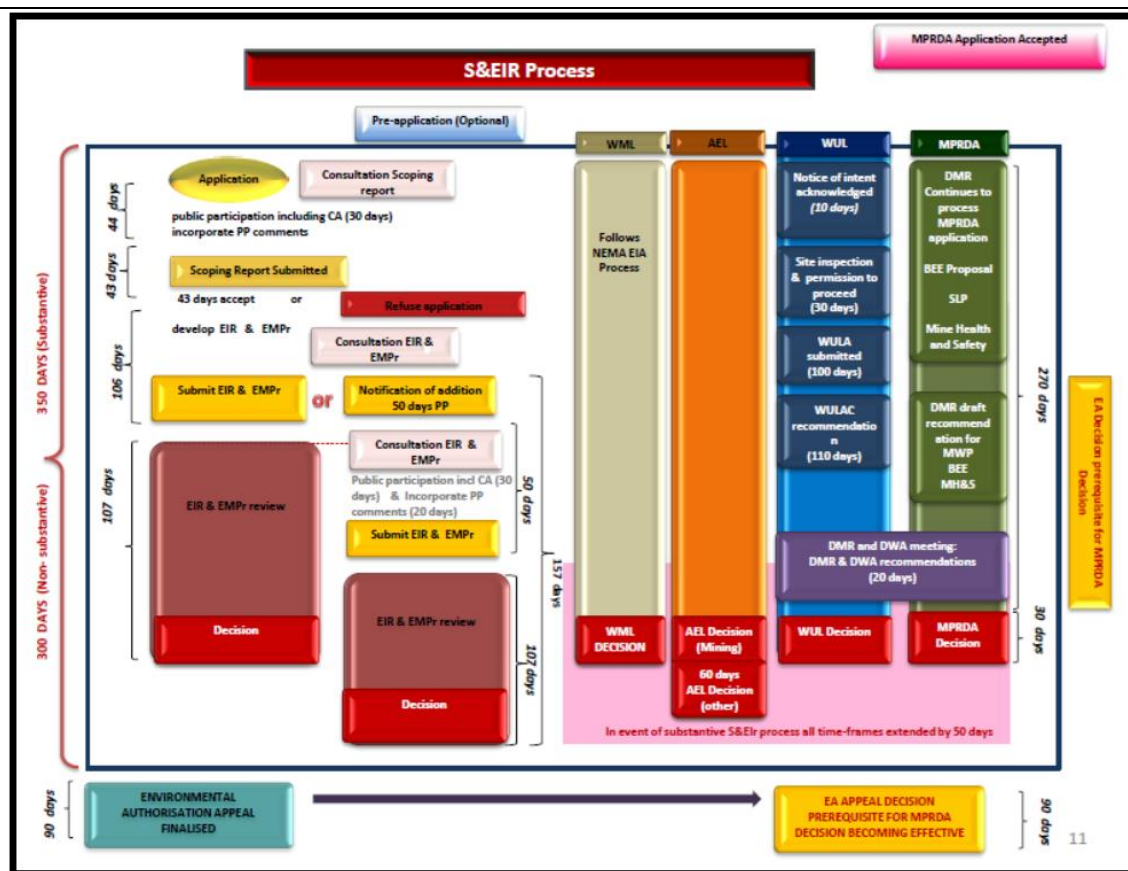 MPRDA Application Accepted
S&EIR Process
Pre-application (Optional)
WML
AEL
WUL
MPRDA
350 DAYS (Substantive)
300 DAYS (Non- substantive)
44 days
Application
Consultation Scoping
report
public participation including CA (30 days)
incorporate PP comments
43 days
Scoping Report Submitted
43 days accept or
Refuse application
106 days
develop EIR & EMPr
Consultation EIR &
EMPr
Submit EIR & EMPr
or
Notification of addition
50 days PP
107 days
EIR & EMPr review
Decision
Consultation EIR &
EMPr
Public participation incl CA (30
days) & Incorporate PP
comments (20 days)
Submit EIR & EMPr
50 days
157 days
EIR & EMPr review
Decision
107 days
Follows
NEMA EIA
Process
WML
DECISION
AEL Decision
(Mining)
60 days
AEL Decision
(other)
Notice of intent
acknowledged
(10 days)
Site inspection
& permission to
proceed
(30 days)
WULA
submitted
(100 days)
WULAC
recommendatio
n
(110 days)
DMR
Continues to
process
MPRDA
application
BEE Proposal
SLP
Mine Health
and Safety
DMR draft
recommend
ation for
MWP
BEE
MH&S
DMR and DWA meeting:
DMR & DWA recommendations
(20 days)
WUL Decision
MPRDA
Decision
270 days
30 days
EA Decision prerequisite for MPRDA
Decision
In event of substantive S&EIr process all time-frames extended by 50 days
90 days
ENVIRONMENTAL
AUTHORISATION APPEAL
FINALISED
EA APPEAL DECISION
PREREQUISITE FOR MPRDA
DECISION BECOMING EFFECTIVE
90 days
11